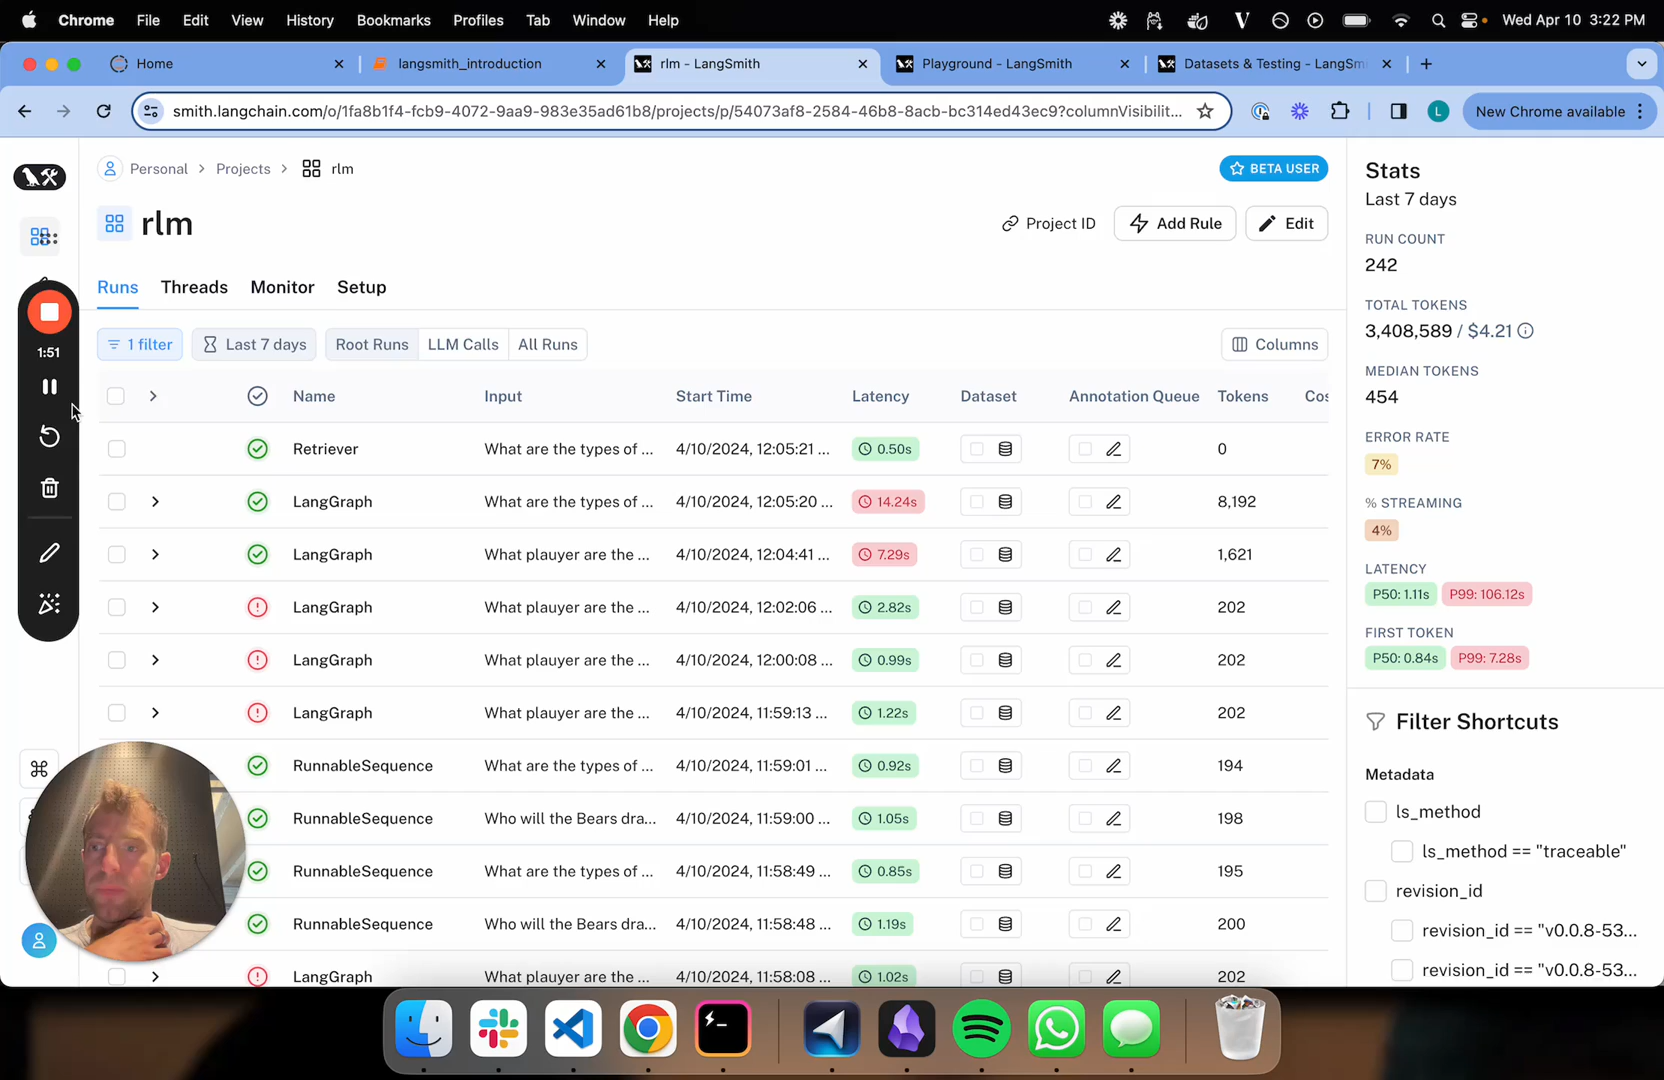 Chrome File Edit View History Bookmarks Profiles Tab Window Help Wed Apr 10 3:22 PM
Home langsmith_introduction rlm - LangSmith Playground - LangSmith Datasets & Testing - LangSm
smith.langchain.com/o/1fa8b1f4-fcb9-4072-9aa9-983e35ad61b8/projects/p/54073af8-2584-46b8-8acb-bc314ed43ec9?columnVisibilit... L New Chrome available
Personal > Projects > rlm BETA USER
rlm Project ID Add Rule Edit
Runs Threads Monitor Setup
1 filter Last 7 days Root Runs LLM Calls All Runs Columns
Name Input Start Time Latency Dataset Annotation Queue Tokens Cos
Retriever What are the types of ... 4/10/2024, 12:05:21 ... 0.50s 0
LangGraph What are the types of ... 4/10/2024, 12:05:20 ... 14.24s 8,192
LangGraph What plauyer are the ... 4/10/2024, 12:04:41 ... 7.29s 1,621
LangGraph What plauyer are the ... 4/10/2024, 12:02:06 ... 2.82s 202
LangGraph What plauyer are the ... 4/10/2024, 12:00:08 ... 0.99s 202
LangGraph What plauyer are the ... 4/10/2024, 11:59:13 ... 1.22s 202
RunnableSequence What are the types of ... 4/10/2024, 11:59:01 ... 0.92s 194
RunnableSequence Who will the Bears dra... 4/10/2024, 11:59:00 ... 1.05s 198
RunnableSequence What are the types of ... 4/10/2024, 11:58:49 ... 0.85s 195
RunnableSequence Who will the Bears dra... 4/10/2024, 11:58:48 ... 1.19s 200
LangGraph What plauyer are the ... 4/10/2024, 11:58:08 ... 1.02s 202
1:51
Stats
Last 7 days
RUN COUNT
242
TOTAL TOKENS
3,408,589 / $4.21
MEDIAN TOKENS
454
ERROR RATE
7%
% STREAMING
4%
LATENCY
P50: 1.11s P99: 106.12s
FIRST TOKEN
P50: 0.84s P99: 7.28s
Filter Shortcuts
Metadata
ls_method
ls_method == "traceable"
revision_id
revision_id == "v0.0.8-53...
revision_id == "v0.0.8-53...